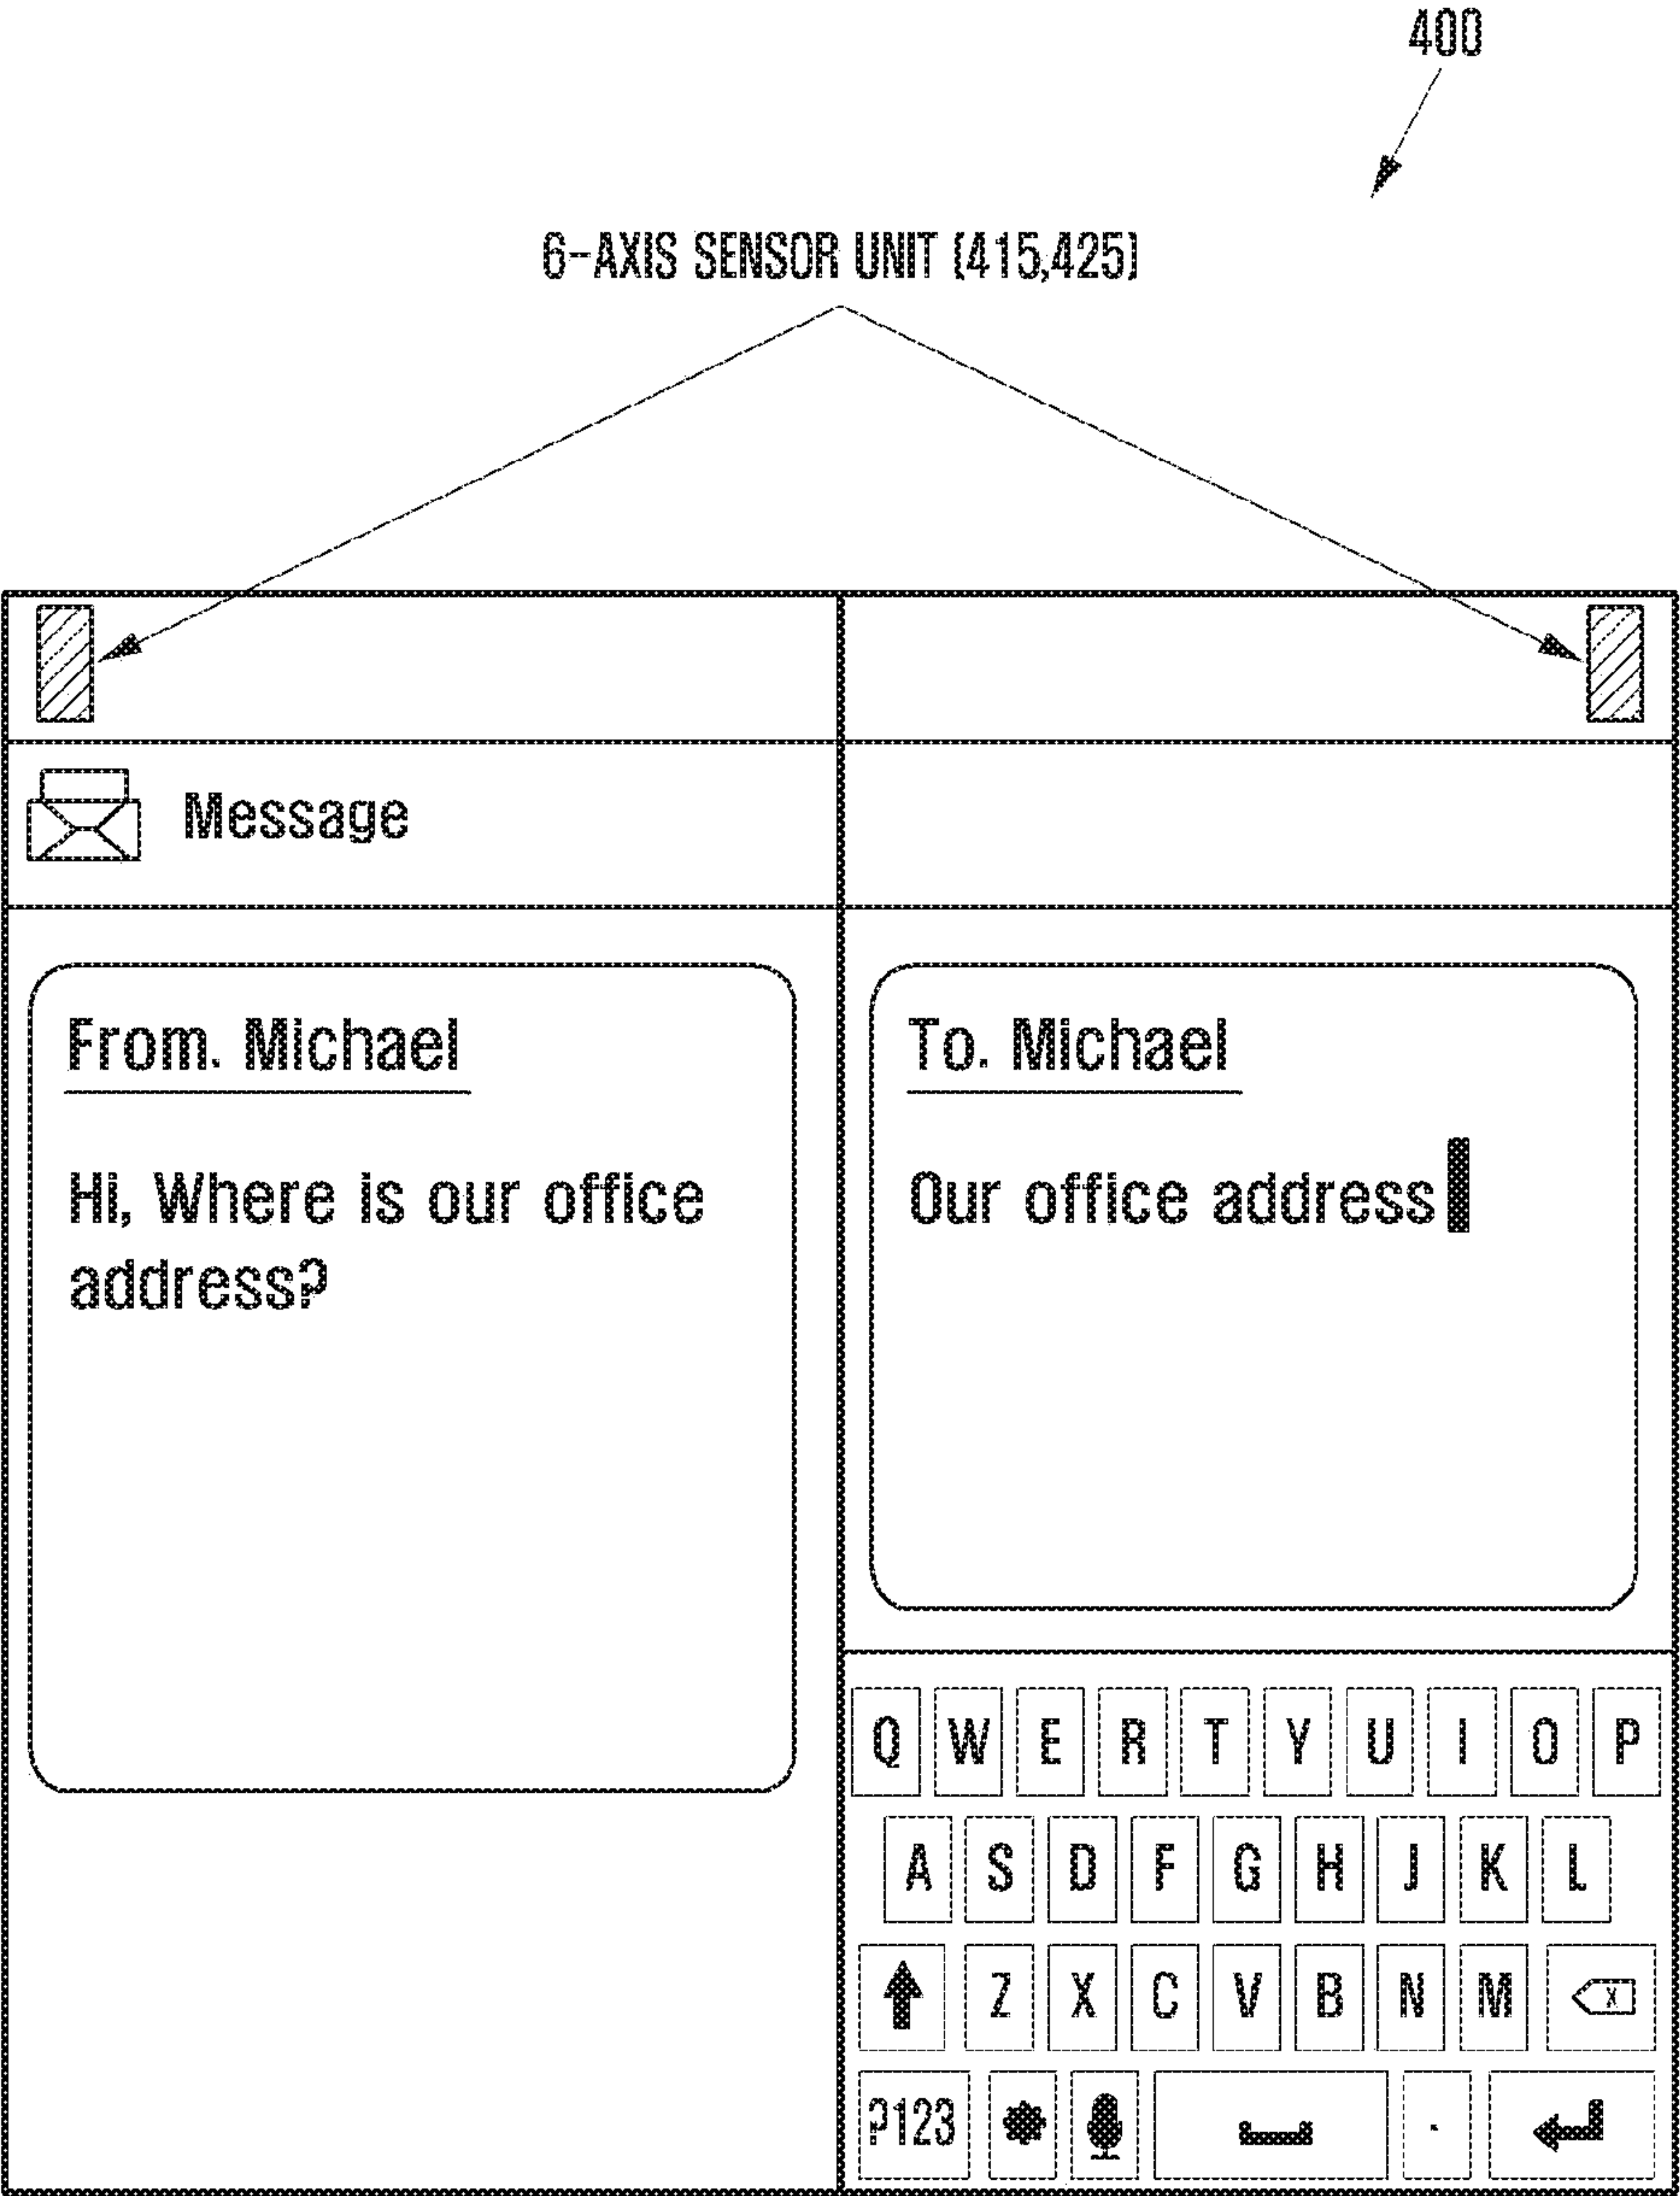 400
6-AXIS SENSOR UNIT (415,425)
Message
From. Michael
Hi, Where is our office
address?
To. Michael
Our office address
Q W E R T Y U I O P
A S D F G H J K L
Z X C V B N M X
?123 .